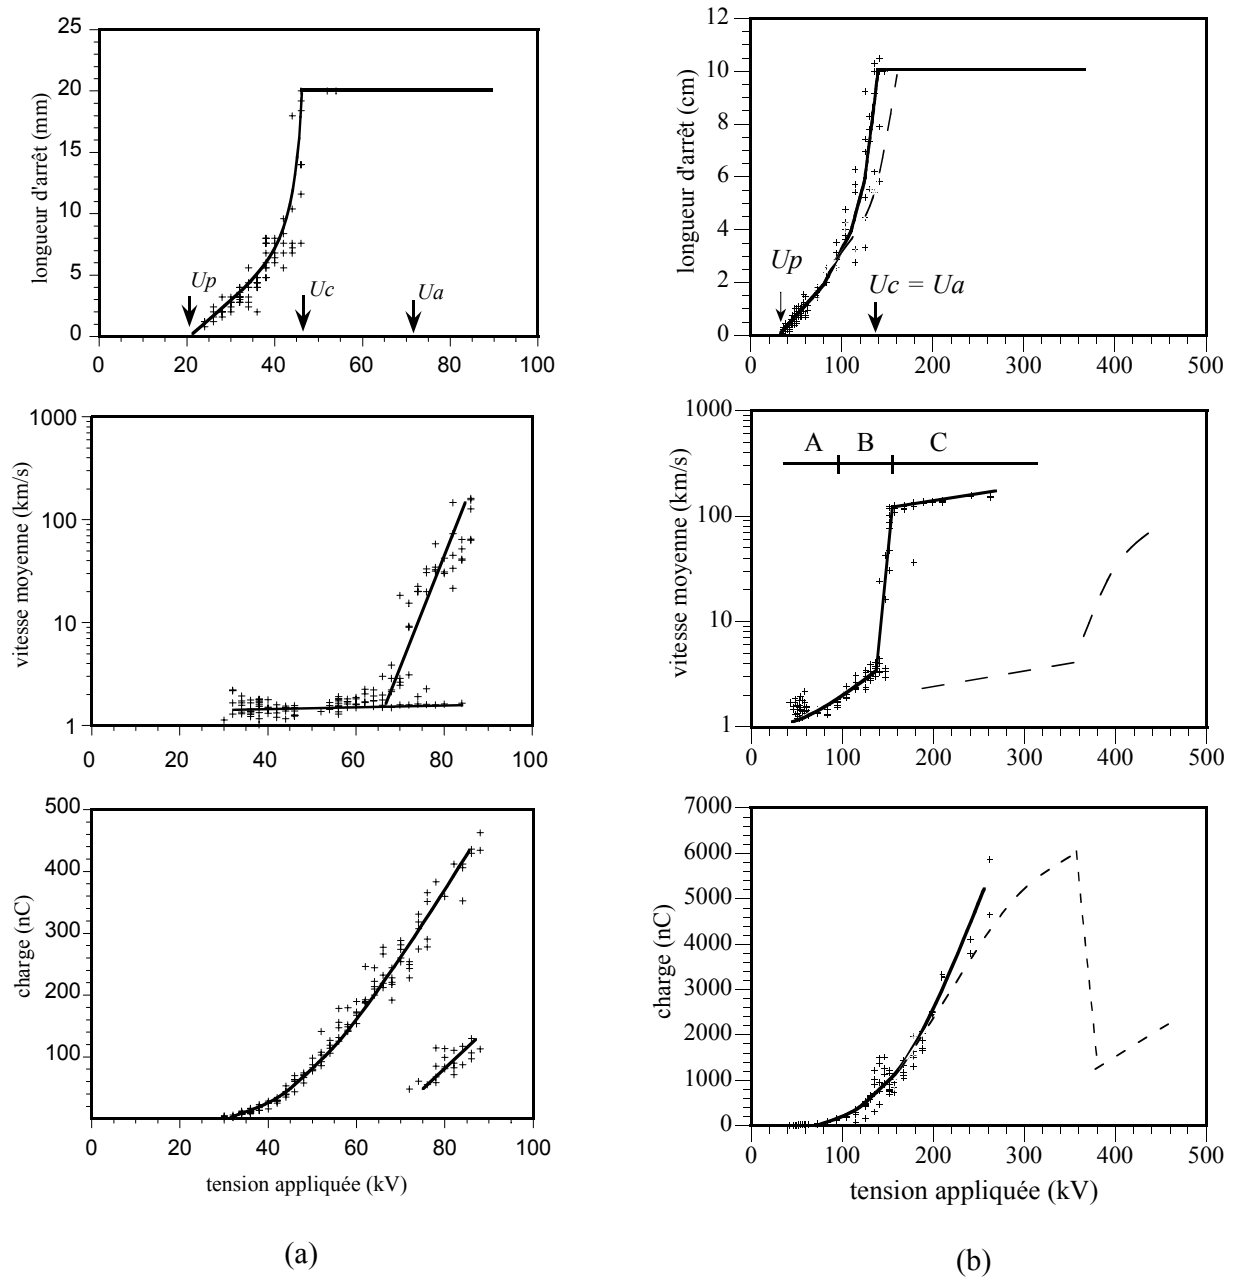 25
20
15
10
5
0
longueur d'arrêt (mm)
Up
Uc
Ua
0 20 40 60 80 100
1000
100
10
1
vitesse moyenne (km/s)
0 20 40 60 80 100
500
400
300
200
100
charge (nC)
0 20 40 60 80 100
tension appliquée (kV)
(a)
12
10
8
6
4
2
0
longueur d'arrêt (cm)
Up
Uc = Ua
0 100 200 300 400 500
1000
100
10
1
vitesse moyenne (km/s)
A B C
0 100 200 300 400 500
7000
6000
5000
4000
3000
2000
1000
0
charge (nC)
0 100 200 300 400 500
tension appliquée (kV)
(b)